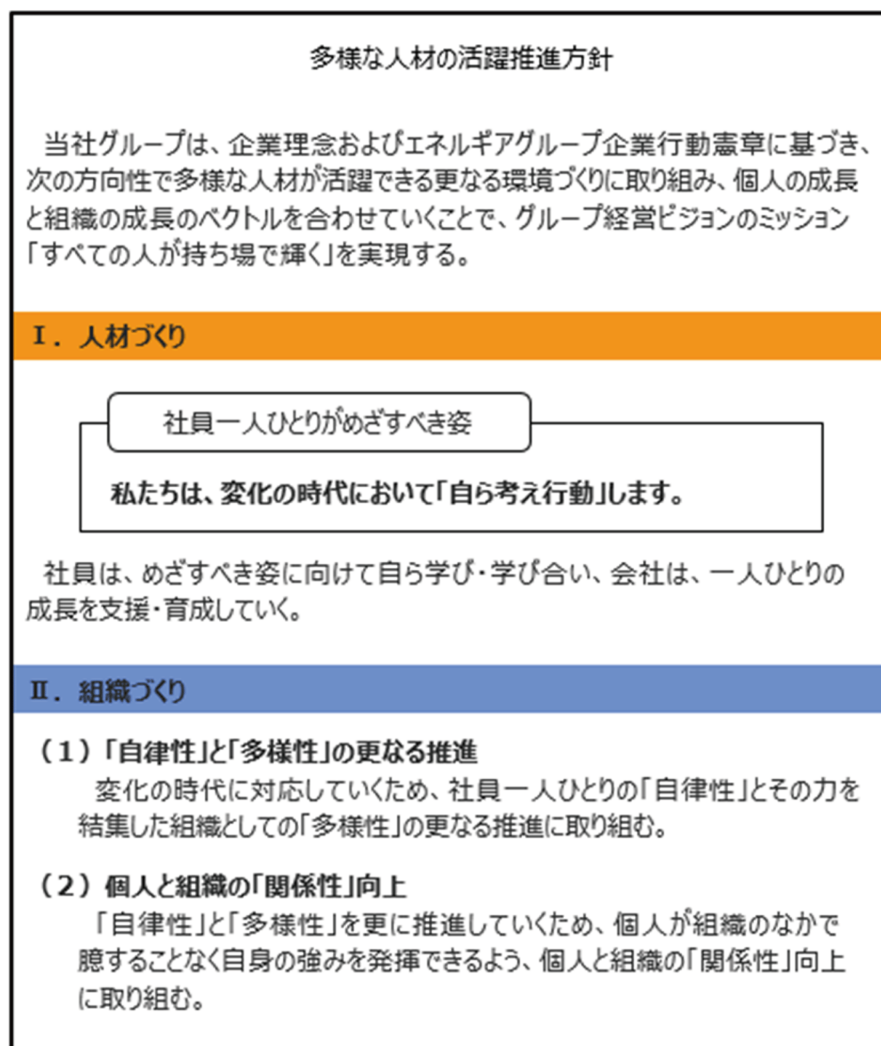 多様な人材の活躍推進方針
当社グループは、企業理念およびエネルギアグループ企業行動憲章に基づき、
次の方向性で多様な人材が活躍できる更なる環境づくりに取り組み、個人の成長
と組織の成長のベクトルを合わせていくことで、グループ経営ビジョンのミッション
「すべての人が持ち場で輝く」を実現する。
Ⅰ．人材づくり
社員一人ひとりがめざすべき姿
私たちは、変化の時代において「自ら考え行動」します。
社員は、めざすべき姿に向けて自ら学び・学び合い、会社は、一人ひとりの
成長を支援・育成していく。
Ⅱ．組織づくり
（１）「自律性」と「多様性」の更なる推進
変化の時代に対応していくため、社員一人ひとりの「自律性」とその力を
結集した組織としての「多様性」の更なる推進に取り組む。
（２）個人と組織の「関係性」向上
「自律性」と「多様性」を更に推進していくため、個人が組織のなかで
臆することなく自身の強みを発揮できるよう、個人と組織の「関係性」向上
に取り組む。